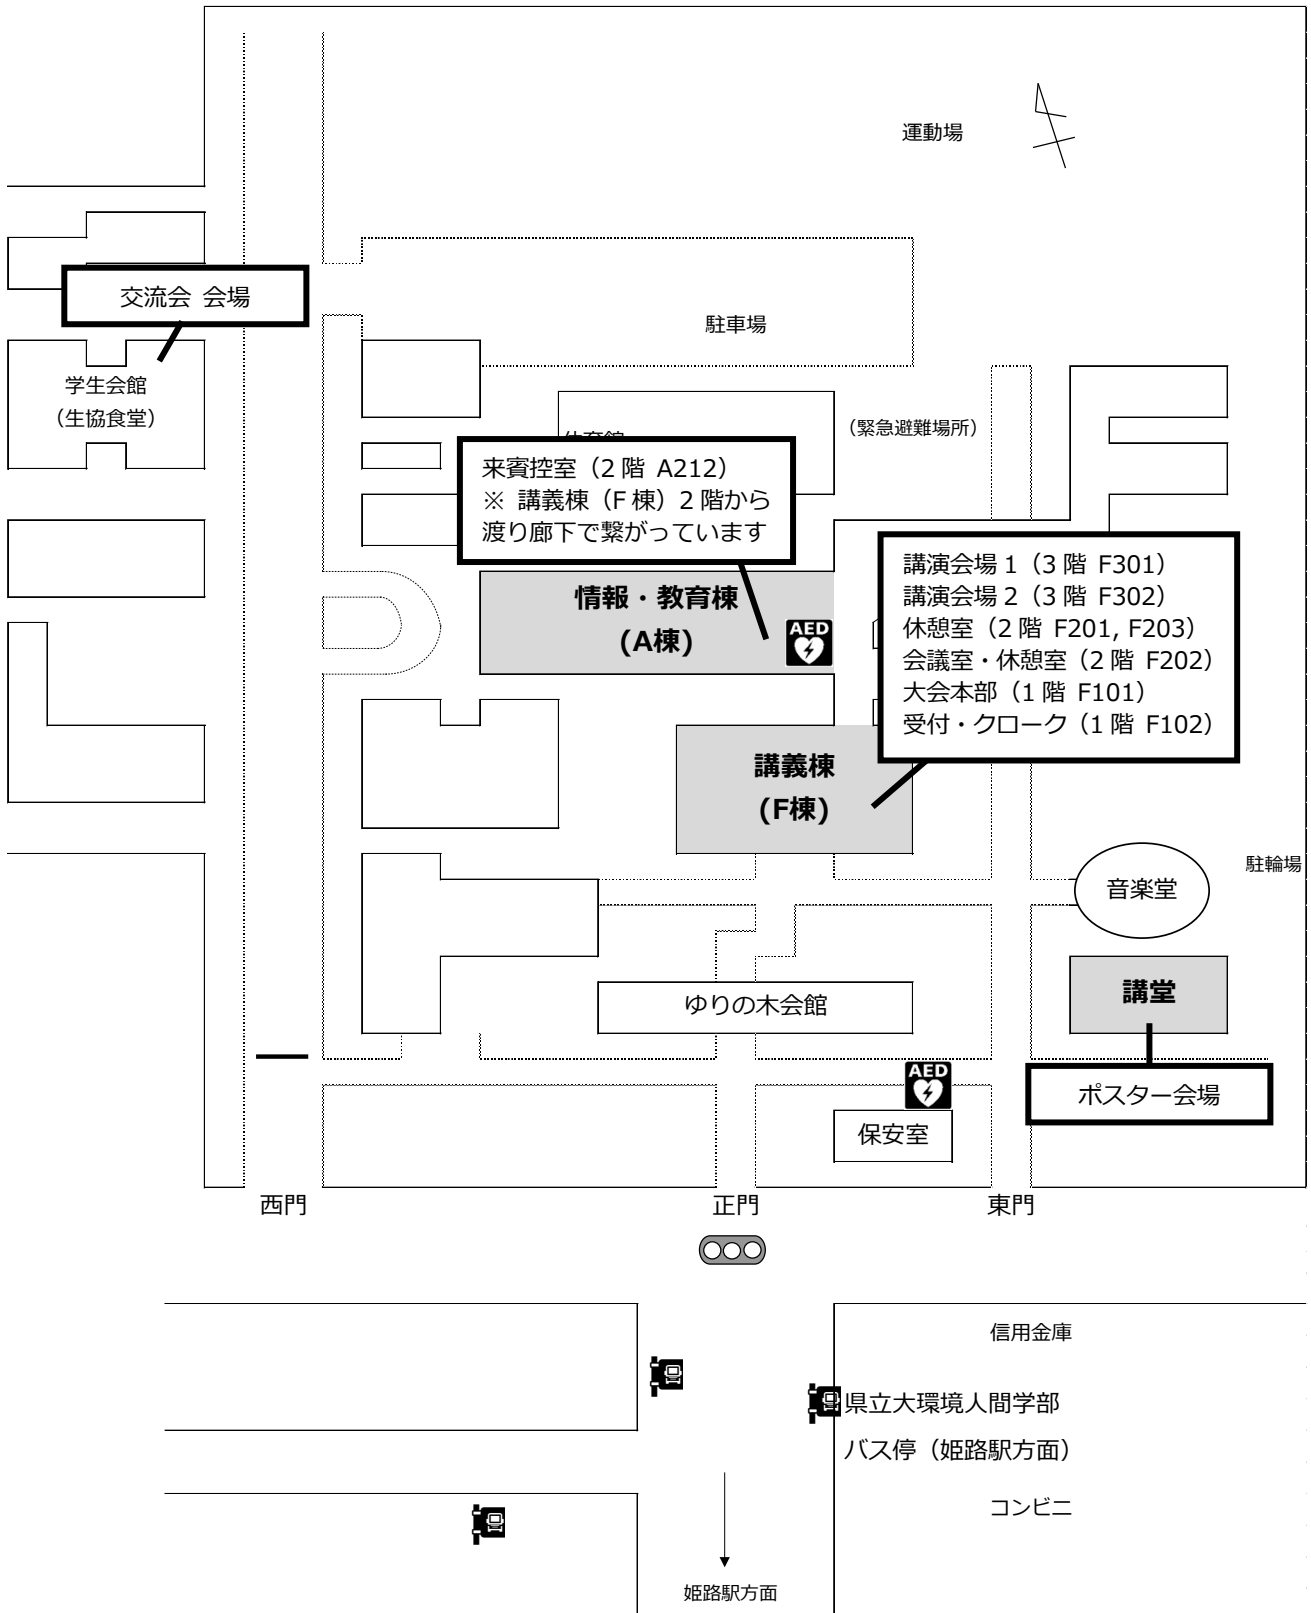 運動場
交流会 会場
駐車場
学生会館
（生協食堂）
（緊急避難場所）
来賓控室（2 階 A212）
※ 講義棟（F 棟）2 階から
渡り廊下で繋がっています
講演会場 1（3 階 F301）
講演会場 2（3 階 F302）
休憩室（2 階 F201, F203）
会議室・休憩室（2 階 F202）
大会本部（1 階 F101）
受付・クローク（1 階 F102）
情報・教育棟
(A棟)
AED
講義棟
(F棟)
駐輪場
音楽堂
講堂
ゆりの木会館
AED
ポスター会場
保安室
西門
正門
東門
信用金庫
県立大環境人間学部
バス停（姫路駅方面）
コンビニ
姫路駅方面